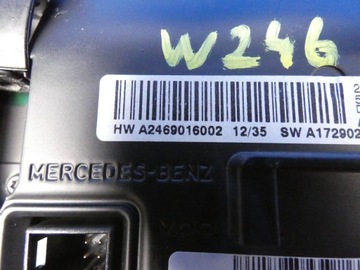 W246
HW A2469016002 12/35 SW A172902
MERCEDES-BENZ